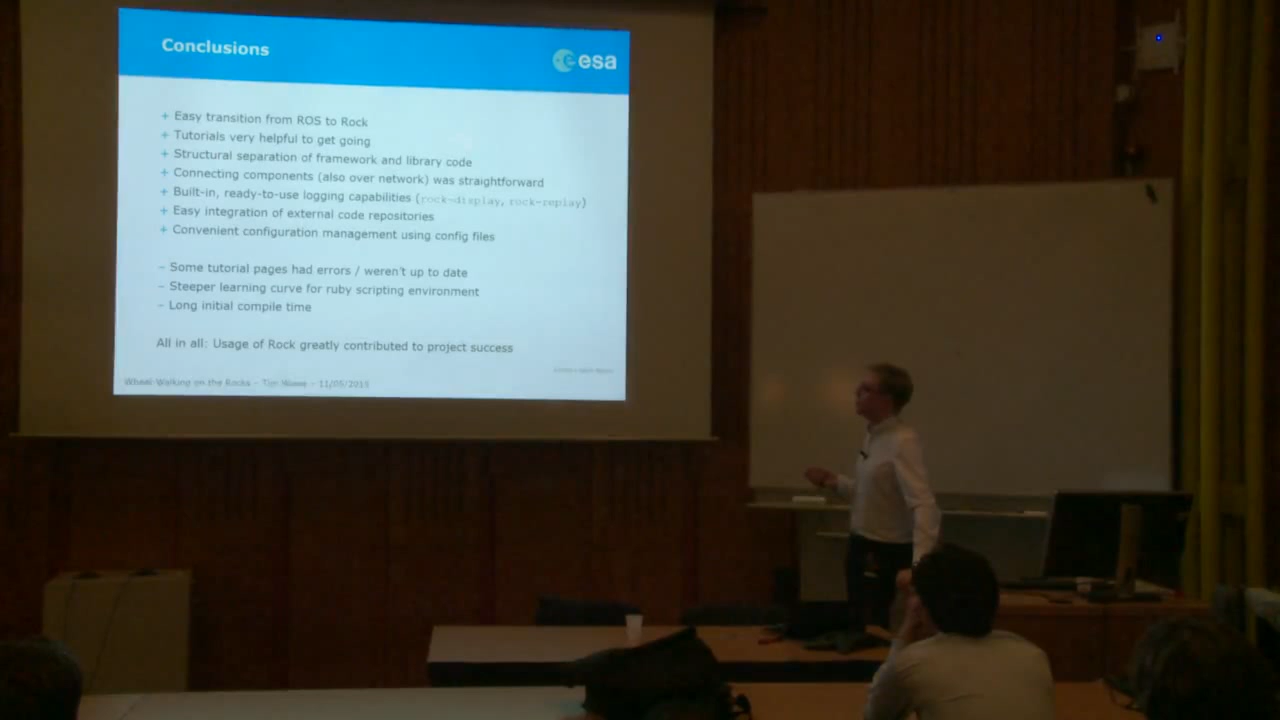 Conclusions
esa
+ Easy transition from ROS to Rock
+ Tutorials very helpful to get going
+ Structural separation of framework and library code
+ Connecting components (also over network) was straightforward
+ Built-in, ready-to-use logging capabilities (rock-display, rock-replay)
+ Easy integration of external code repositories
+ Convenient configuration management using config files
– Some tutorial pages had errors / weren't up to date
– Steeper learning curve for ruby scripting environment
– Long initial compile time
All in all: Usage of Rock greatly contributed to project success
Wheel-Walking on the Rocks – Tim – 11/05/2015